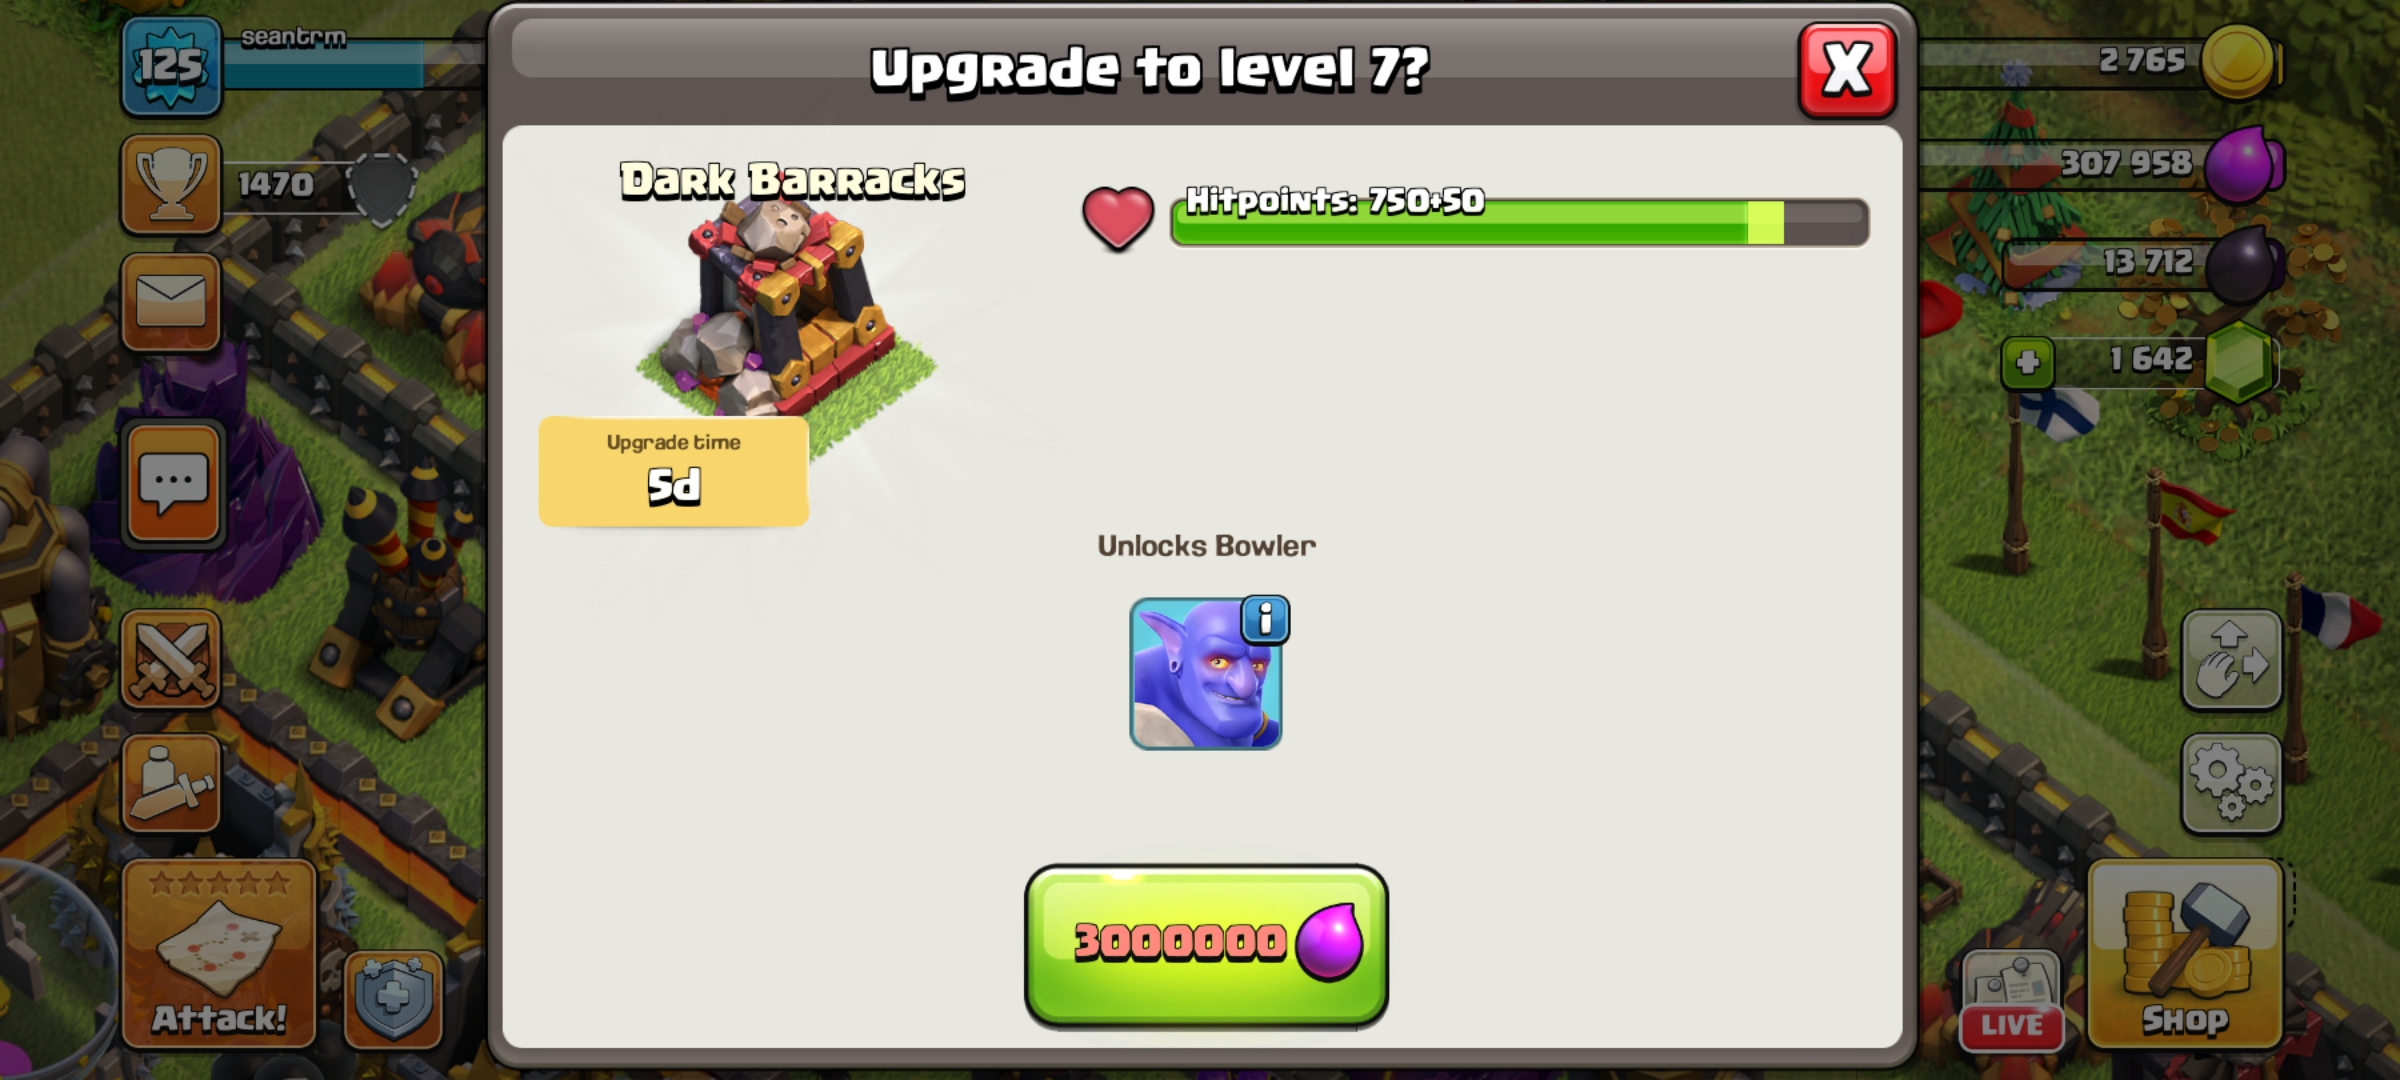 125
seantrm
Upgrade to level 7?
X
2 765
1470
Dark Barracks
Hitpoints: 750+50
307 958
13 712
1 642
Upgrade time
5d
Unlocks Bowler
i
3000000
Attack!
LIVE
Shop